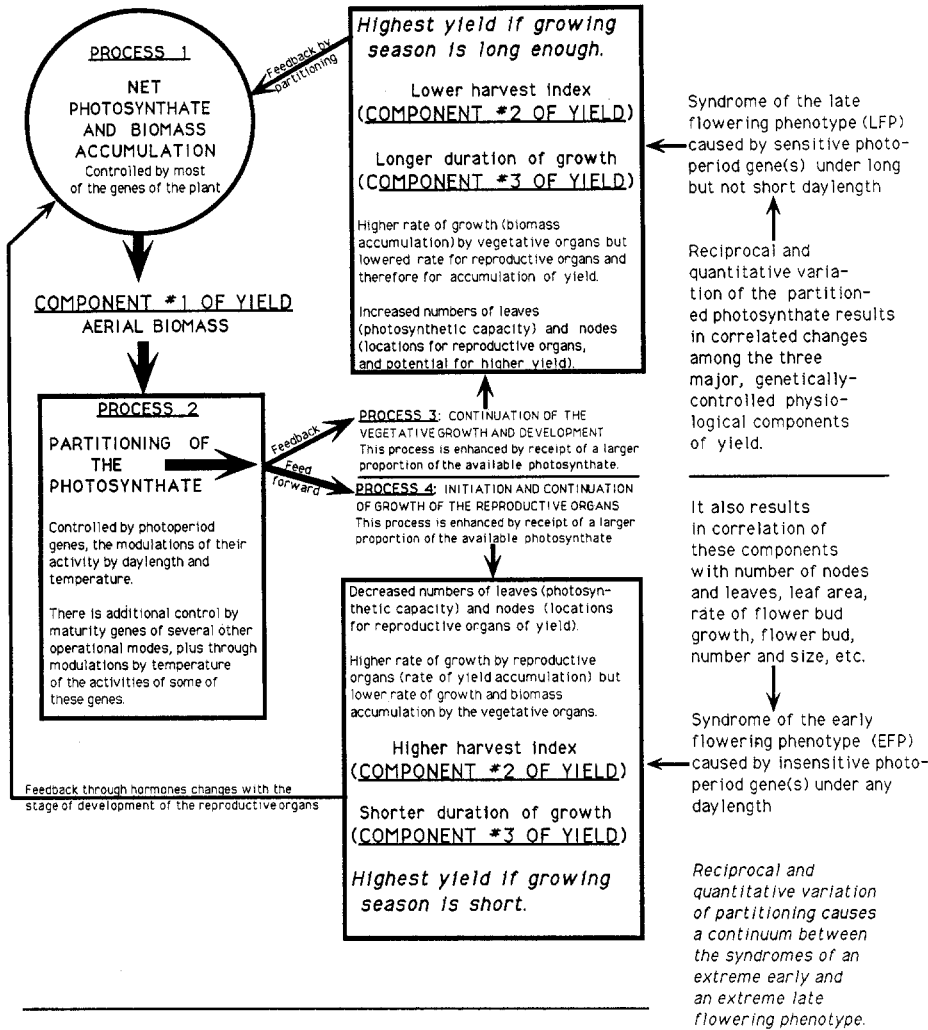 PROCESS 1
NET
PHOTOSYNTHATE
AND BIOMASS
ACCUMULATION
Controlled by most
of the genes of the plant
COMPONENT #1 OF YIELD
AERIAL BIOMASS
PROCESS 2
PARTITIONING OF
THE
PHOTOSYNTHATE
Controlled by photoperiod
genes, the modulations of their
activity by daylength and
temperature.
There is additional control by
maturity genes of several other
operational modes, plus through
modulations by temperature
of the activities of some of
these genes.
Feedback by
partitioning
Highest yield if growing
season is long enough.
Lower harvest index
(COMPONENT #2 OF YIELD)
Longer duration of growth
(COMPONENT #3 OF YIELD)
Higher rate of growth (biomass
accumulation) by vegetative organs but
lowered rate for reproductive organs and
therefore for accumulation of yield.
Increased numbers of leaves
(photosynthetic capacity) and nodes
(locations for reproductive organs,
and potential for higher yield).
Feedback
Feed
forward
PROCESS 3: CONTINUATION OF THE
VEGETATIVE GROWTH AND DEVELOPMENT
This process is enhanced by receipt of a larger
proportion of the available photosynthate.
PROCESS 4: INITIATION AND CONTINUATION
OF GROWTH OF THE REPRODUCTIVE ORGANS
This process is enhanced by receipt of a larger
proportion of the available photosynthate
Decreased numbers of leaves (photosyn-
thetic capacity) and nodes (locations
for reproductive organs of yield).
Higher rate of growth by reproductive
organs (rate of yield accumulation) but
lower rate of growth and biomass
accumulation by the vegetative organs.
Higher harvest index
(COMPONENT #2 OF YIELD)
Shorter duration of growth
(COMPONENT #3 OF YIELD)
Highest yield if growing
season is short.
Feedback through hormones changes with the
stage of development of the reproductive organs
Syndrome of the late
flowering phenotype (LFP)
caused by sensitive photo-
period gene(s) under long
but not short daylength
Reciprocal and
quantitative varia-
tion of the partition-
ed photosynthate results
in correlated changes
among the three
major, genetically-
controlled physio-
logical components
of yield.
It also results
in correlation of
these components
with number of nodes
and leaves, leaf area,
rate of flower bud
growth, flower bud,
number and size, etc.
Syndrome of the early
flowering phenotype (EFP)
caused by insensitive photo-
period gene(s) under any
daylength
Reciprocal and
quantitative variation
of partitioning causes
a continuum between
the syndromes of an
extreme early and
an extreme late
flowering phenotype.